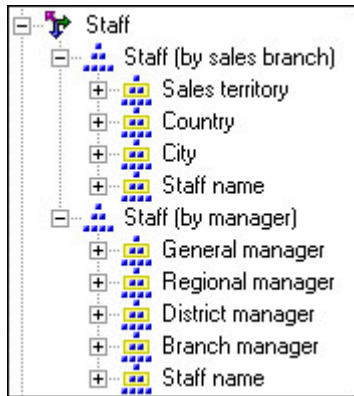 Staff
Staff (by sales branch)
Sales territory
Country
City
Staff name
Staff (by manager)
General manager
Regional manager
District manager
Branch manager
Staff name